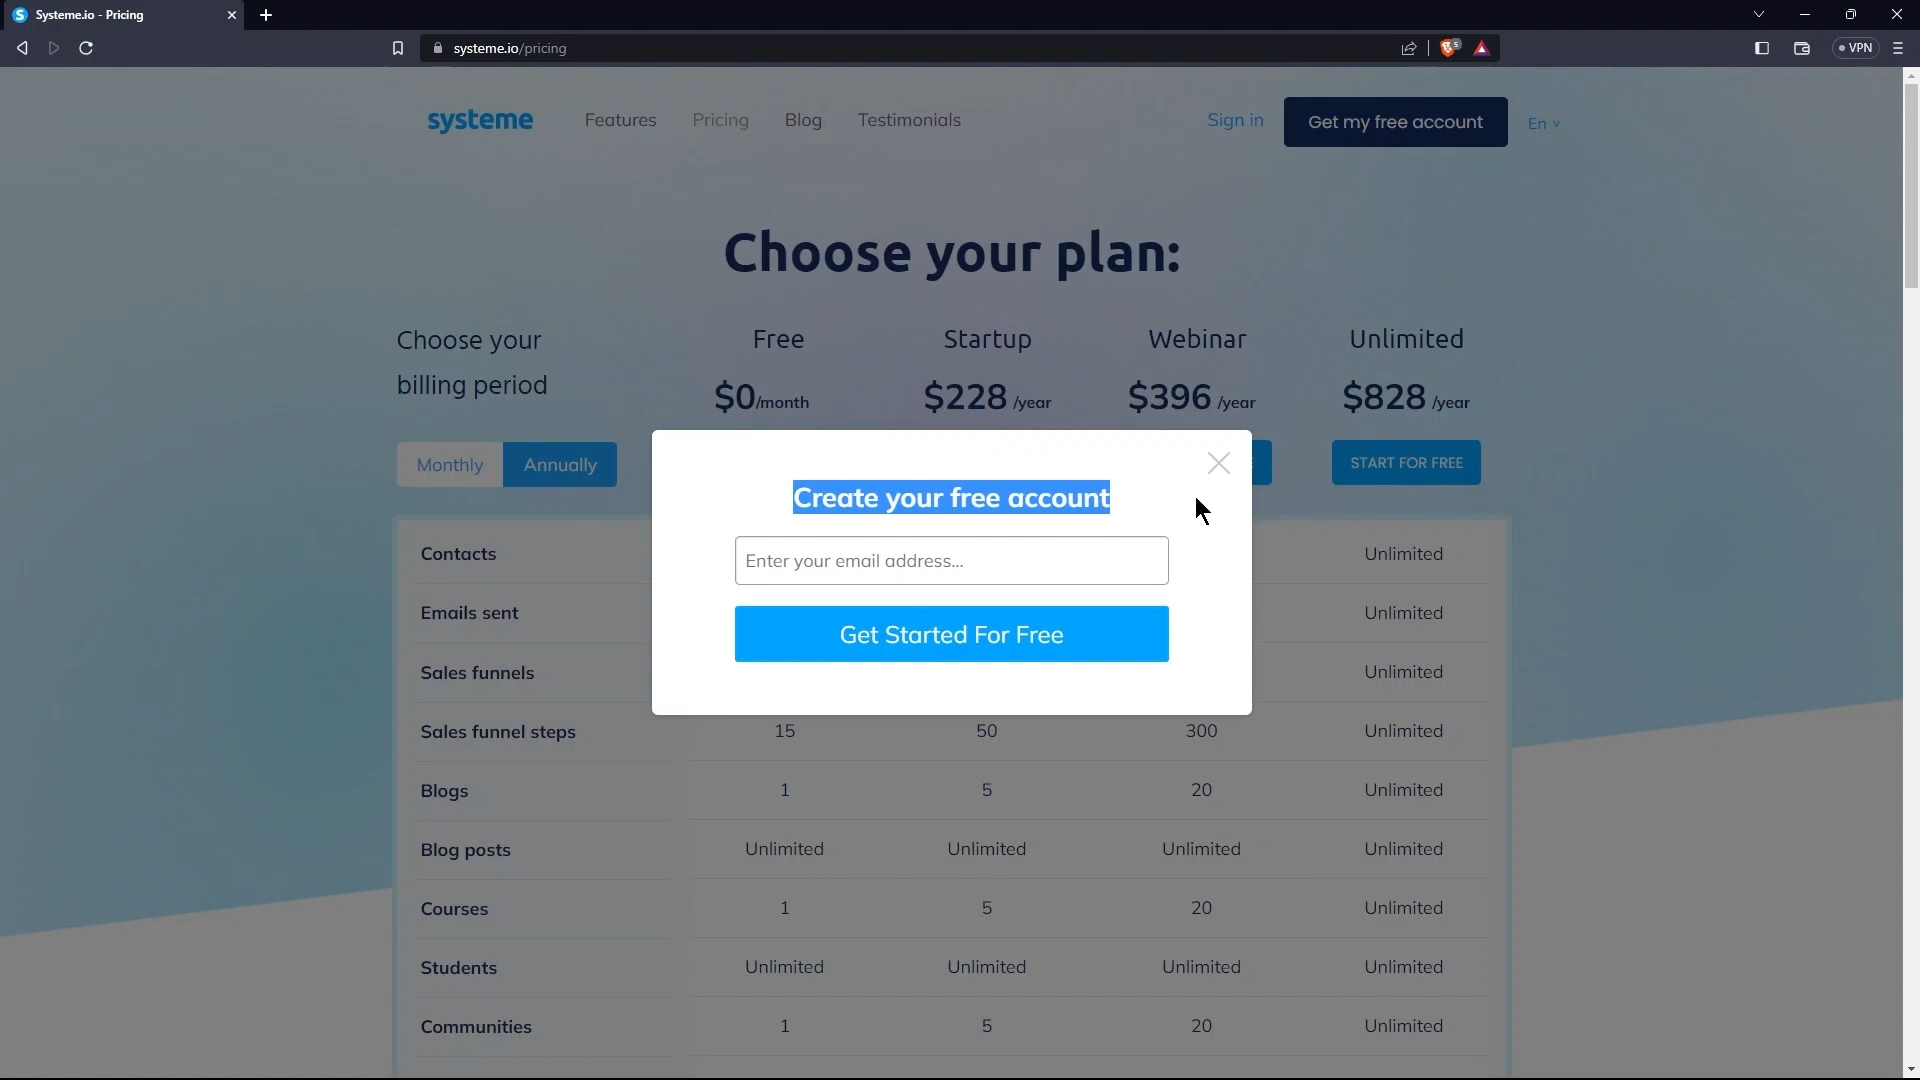 Systeme.io - Pricing
systeme.io/pricing
VPN
systeme
Features
Pricing
Blog
Testimonials
Sign in
Get my free account
En
Choose your plan:
Choose your
billing period
Free
Startup
Webinar
Unlimited
$0/month
$228 /year
$396 /year
$828 /year
Monthly
Annually
START FOR FREE
Create your free account
Enter your email address...
Get Started For Free
Contacts
Unlimited
Emails sent
Unlimited
Sales funnels
Unlimited
Sales funnel steps
15
50
300
Unlimited
Blogs
1
5
20
Unlimited
Blog posts
Unlimited
Unlimited
Unlimited
Unlimited
Courses
1
5
20
Unlimited
Students
Unlimited
Unlimited
Unlimited
Unlimited
Communities
1
5
20
Unlimited